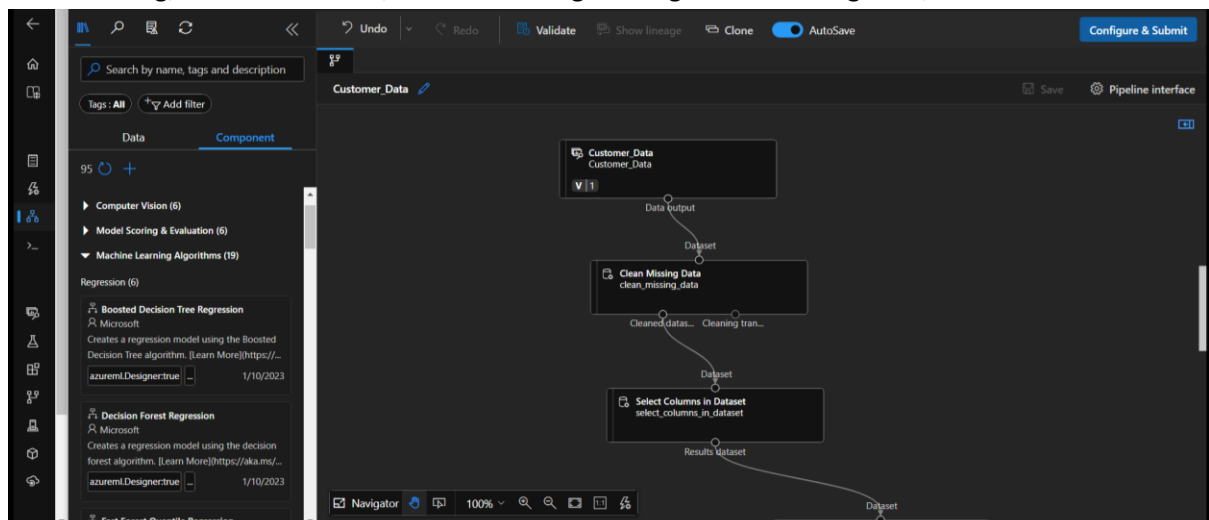 Undo
Redo
Validate
Show lineage
Clone
AutoSave
Configure & Submit
Search by name, tags and description
Tags : All
Add filter
Data
Component
95
Computer Vision (6)
Model Scoring & Evaluation (6)
Machine Learning Algorithms (19)
Regression (6)
Boosted Decision Tree Regression
Microsoft
Creates a regression model using the Boosted
Decision Tree algorithm. [Learn More](https://...
azureml.Designer:true
...
1/10/2023
Decision Forest Regression
Microsoft
Creates a regression model using the decision
forest algorithm. [Learn More](https://aka.ms/...
azureml.Designer:true
...
1/10/2023
Customer_Data
Save
Pipeline interface
Customer_Data
Customer_Data
V 1
Data output
Dataset
Clean Missing Data
clean_missing_data
Cleaned datas...
Cleaning tran...
Dataset
Select Columns in Dataset
select_columns_in_dataset
Results dataset
Dataset
Navigator
100%
1:1